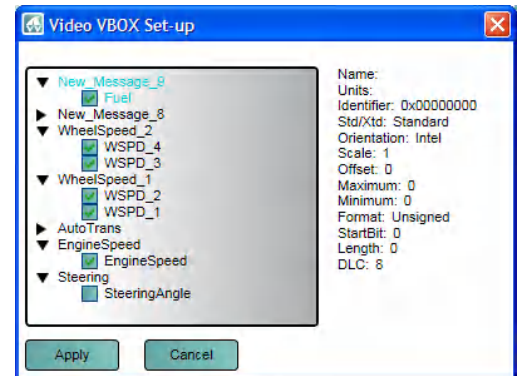 Video VBOX Set-up
New_Message_9
Fuel
New_Message_8
WheelSpeed_2
WSPD_4
WSPD_3
WheelSpeed_1
WSPD_2
WSPD_1
AutoTrans
EngineSpeed
EngineSpeed
Steering
SteeringAngle
Name:
Units:
Identifier: 0x00000000
Std/Xtd: Standard
Orientation: Intel
Scale: 1
Offset: 0
Maximum: 0
Minimum: 0
Format: Unsigned
StartBit: 0
Length: 0
DLC: 8
Apply
Cancel